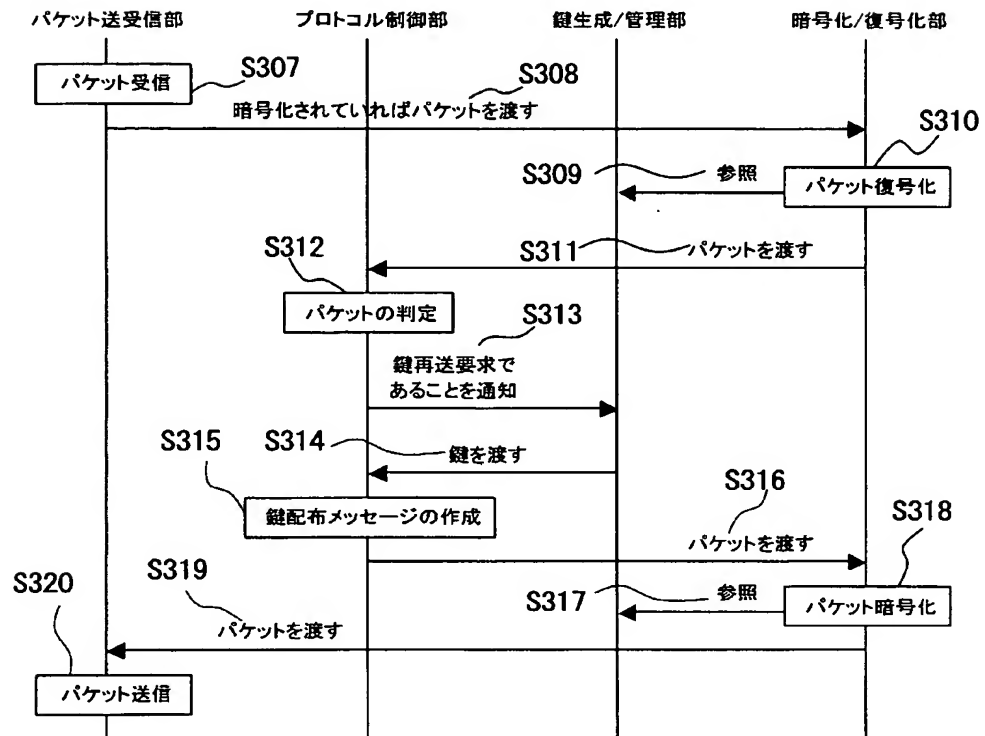 パケット送受信部 プロトコル制御部 鍵生成/管理部 暗号化/復号化部
パケット受信
S307
S308
暗号化されていればパケットを渡す
S310
S309
参照
パケット復号化
S312
S311
パケットを渡す
パケットの判定
S313
鍵再送要求で
あることを通知
S315
S314
鍵を渡す
S316
鍵配布メッセージの作成
S318
パケットを渡す
S319
S320
S317
参照
パケット暗号化
パケットを渡す
パケット送信